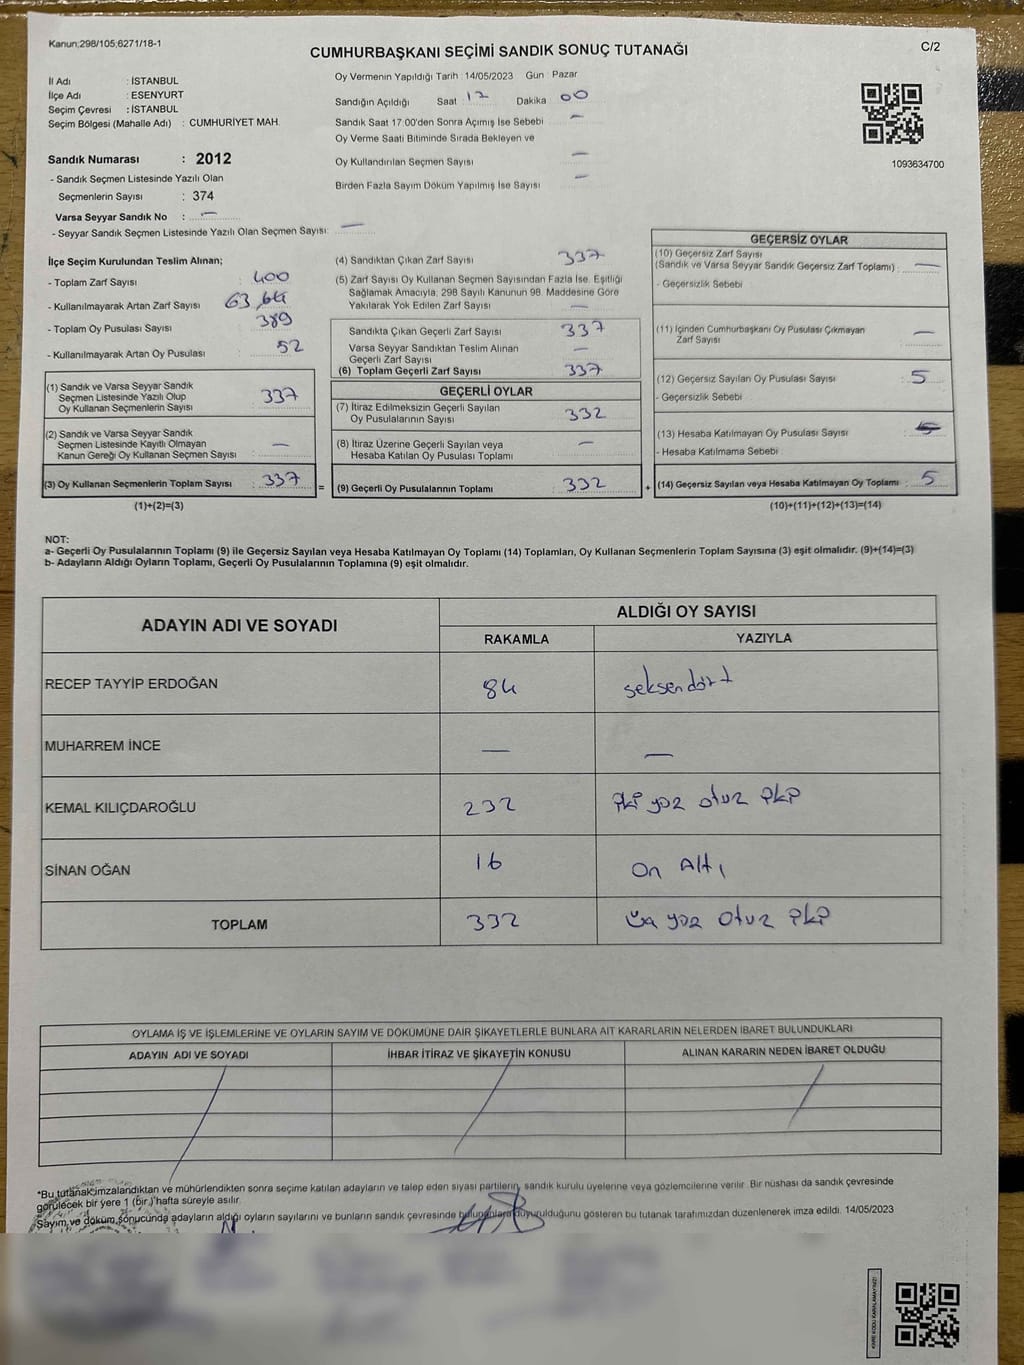 Kanun;298/105;6271/18-1
C/2
CUMHURBAŞKANI SEÇİMİ SANDIK SONUÇ TUTANAĞI
İl Adı : İSTANBUL
İlçe Adı : ESENYURT
Seçim Çevresi : İSTANBUL
Seçim Bölgesi (Mahalle Adı) : CUMHURİYET MAH.
Oy Vermenin Yapıldığı Tarih : 14/05/2023 Gün : Pazar
Sandığın Açıldığı Saat : 17 Dakika : 00
Sandık Saat 17:00'den Sonra Açımış İse Sebebi : —
Oy Verme Saati Bitiminde Sırada Bekleyen ve
Oy Kullandırılan Seçmen Sayısı : —
Birden Fazla Sayım Döküm Yapılmış İse Sayısı : —
1093634700
Sandık Numarası : 2012
- Sandık Seçmen Listesinde Yazılı Olan
Seçmenlerin Sayısı : 374
Varsa Seyyar Sandık No : —
- Seyyar Sandık Seçmen Listesinde Yazılı Olan Seçmen Sayısı: —
İlçe Seçim Kurulundan Teslim Alınan;
- Toplam Zarf Sayısı : 400
- Kullanılmayarak Artan Zarf Sayısı : 63
- Toplam Oy Pusulası Sayısı : 389
- Kullanılmayarak Artan Oy Pusulası : 52
(1) Sandık ve Varsa Seyyar Sandık
Seçmen Listesinde Yazılı Olup
Oy Kullanan Seçmenlerin Sayısı : 337
(2) Sandık ve Varsa Seyyar Sandık
Seçmen Listesinde Kayıtlı Olmayan
Kanun Gereği Oy Kullanan Seçmen Sayısı : —
(3) Oy Kullanan Seçmenlerin Toplam Sayısı : 337
(1)+(2)=(3)
(4) Sandıktan Çıkan Zarf Sayısı : 337
(5) Zarf Sayısı Oy Kullanan Seçmen Sayısından Fazla İse, Eşitliği
Sağlamak Amacıyla, 298 Sayılı Kanunun 98. Maddesine Göre
Yakılarak Yok Edilen Zarf Sayısı : —
Sandıkta Çıkan Geçerli Zarf Sayısı : 337
Varsa Seyyar Sandıktan Teslim Alınan
Geçerli Zarf Sayısı : —
(6) Toplam Geçerli Zarf Sayısı : 337
GEÇERLİ OYLAR
(7) İtiraz Edilmeksizin Geçerli Sayılan
Oy Pusulalarının Sayısı : 332
(8) İtiraz Üzerine Geçerli Sayılan veya
Hesaba Katılan Oy Pusulası Toplamı : —
= (9) Geçerli Oy Pusulalarının Toplamı : 332
GEÇERSİZ OYLAR
(10) Geçersiz Zarf Sayısı
(Sandık ve Varsa Seyyar Sandık Geçersiz Zarf Toplamı) : —
- Geçersizlik Sebebi
(11) İçinden Cumhurbaşkanı Oy Pusulası Çıkmayan
Zarf Sayısı : —
(12) Geçersiz Sayılan Oy Pusulası Sayısı : 5
- Geçersizlik Sebebi
(13) Hesaba Katılmayan Oy Pusulası Sayısı :
- Hesaba Katılmama Sebebi
+ (14) Geçersiz Sayılan veya Hesaba Katılmayan Oy Toplamı : 5
(10)+(11)+(12)+(13)=(14)
NOT:
a- Geçerli Oy Pusulalarının Toplamı (9) ile Geçersiz Sayılan veya Hesaba Katılmayan Oy Toplamı (14) Toplamları, Oy Kullanan Seçmenlerin Toplam Sayısına (3) eşit olmalıdır. (9)+(14)=(3)
b- Adayların Aldığı Oyların Toplamı, Geçerli Oy Pusulalarının Toplamına (9) eşit olmalıdır.
ADAYIN ADI VE SOYADI ALDIĞI OY SAYISI
RAKAMLA YAZIYLA
RECEP TAYYİP ERDOĞAN 84 seksendört
MUHARREM İNCE — —
KEMAL KILIÇDAROĞLU 232 iki yüz otuz iki
SİNAN OĞAN 16 on Altı
TOPLAM 332 Üç yüz otuz iki
OYLAMA İŞ VE İŞLEMLERİNE VE OYLARIN SAYIM VE DÖKÜMÜNE DAİR ŞİKAYETLERLE BUNLARA AİT KARARLARIN NELERDEN İBARET BULUNDUKLARI
ADAYIN ADI VE SOYADI İHBAR İTİRAZ VE ŞİKAYETİN KONUSU ALINAN KARARIN NEDEN İBARET OLDUĞU
*Bu tutanak imzalandıktan ve mühürlendikten sonra seçime katılan adayların ve talep eden siyasi partilerin, sandık kurulu üyelerine veya gözlemcilerine verilir. Bir nüshası da sandık çevresinde
görülecek bir yere 1 (bir ) hafta süreyle asılır.
Sayım ve döküm sonucunda adayların aldığı oyların sayılarını ve bunların sandık çevresinde duyurulduğunu gösteren bu tutanak tarafımızdan düzenlenerek imza edildi. 14/05/2023